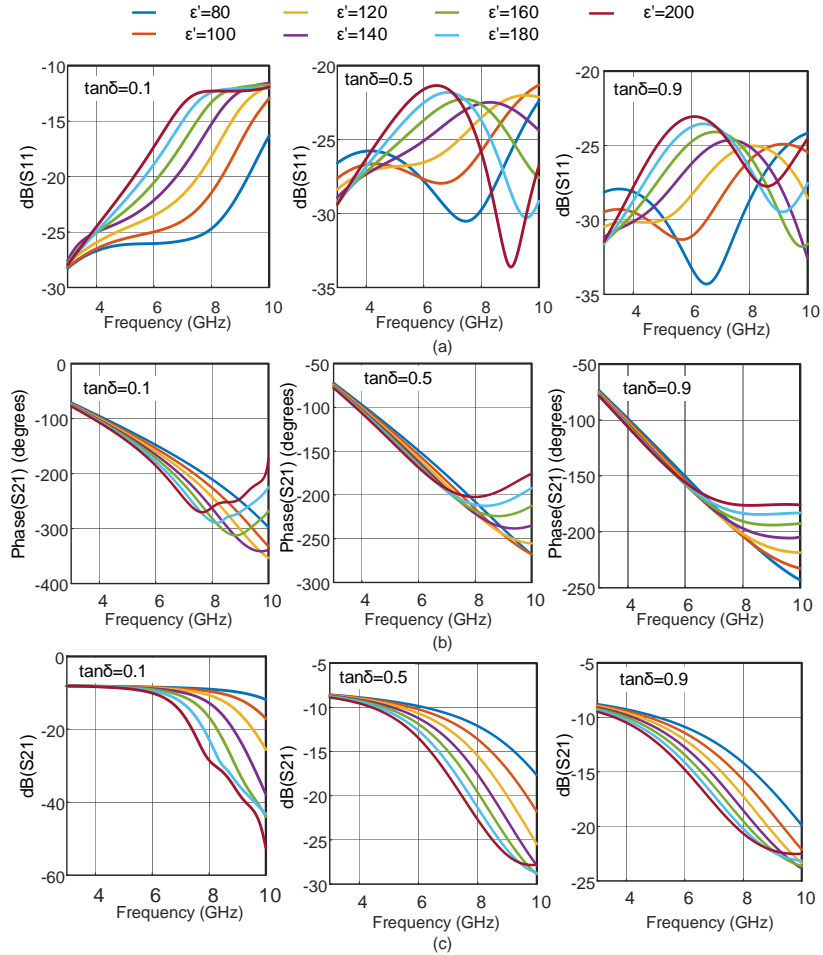 ε'=80 ε'=120 ε'=160 ε'=200
ε'=100 ε'=140 ε'=180
-10
-15
-20
-25
-30
dB(S11)
tanδ=0.1
4 6 8 10
Frequency (GHz)
-20
-25
-30
-35
dB(S11)
tanδ=0.5
4 6 8 10
Frequency (GHz)
-20
-25
-30
-35
dB(S11)
tanδ=0.9
4 6 8 10
Frequency (GHz)
(a)
0
-100
-200
-300
-400
Phase(S21) (degrees)
tanδ=0.1
4 6 8 10
Frequency (GHz)
-50
-100
-150
-200
-250
-300
Phase(S21) (degrees)
tanδ=0.5
4 6 8 10
Frequency (GHz)
-50
-100
-150
-200
-250
Phase(S21) (degrees)
tanδ=0.9
4 6 8 10
Frequency (GHz)
(b)
0
-20
-40
-60
dB(S21)
tanδ=0.1
4 6 8 10
Frequency (GHz)
-5
-10
-15
-20
-25
-30
dB(S21)
tanδ=0.5
4 6 8 10
Frequency (GHz)
-5
-10
-15
-20
-25
dB(S21)
tanδ=0.9
4 6 8 10
Frequency (GHz)
(c)